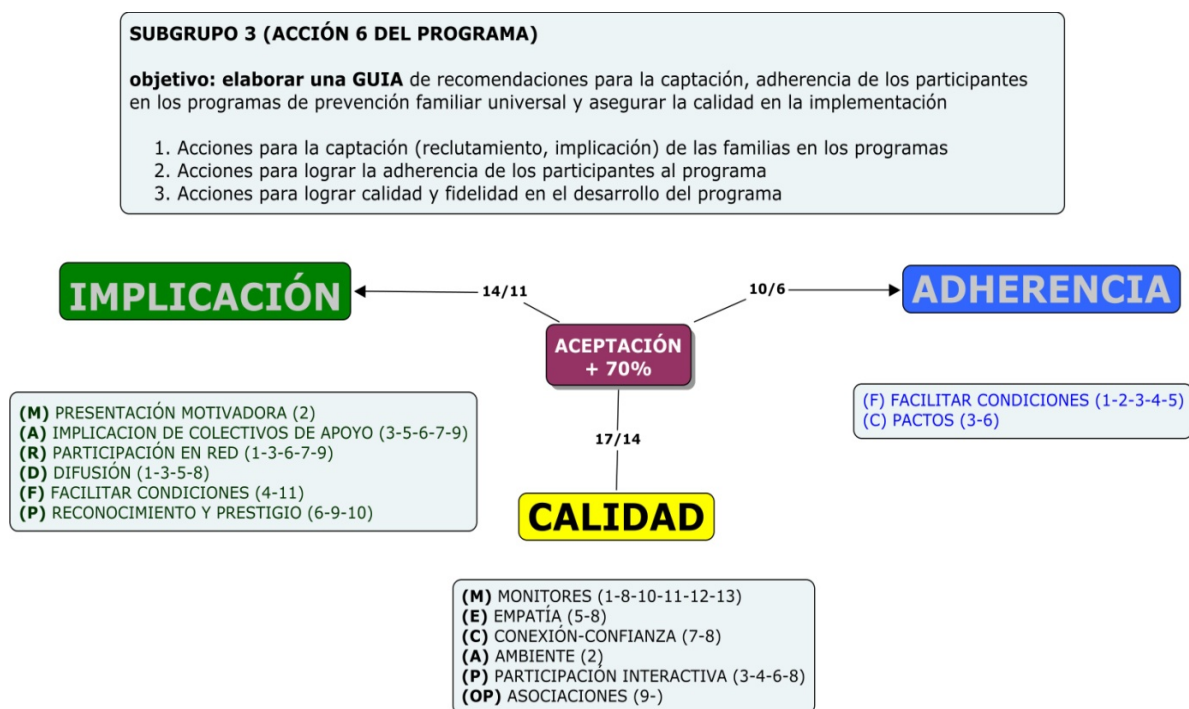 SUBGRUPO 3 (ACCIÓN 6 DEL PROGRAMA)
objetivo: elaborar una GUIA de recomendaciones para la captación, adherencia de los participantes
en los programas de prevención familiar universal y asegurar la calidad en la implementación
1. Acciones para la captación (reclutamiento, implicación) de las familias en los programas
2. Acciones para lograr la adherencia de los participantes al programa
3. Acciones para lograr calidad y fidelidad en el desarrollo del programa
IMPLICACIÓN
14/11
10/6
ADHERENCIA
ACEPTACIÓN
+ 70%
(M) PRESENTACIÓN MOTIVADORA (2)
(A) IMPLICACION DE COLECTIVOS DE APOYO (3-5-6-7-9)
(R) PARTICIPACIÓN EN RED (1-3-6-7-9)
(D) DIFUSIÓN (1-3-5-8)
(F) FACILITAR CONDICIONES (4-11)
(P) RECONOCIMIENTO Y PRESTIGIO (6-9-10)
(F) FACILITAR CONDICIONES (1-2-3-4-5)
(C) PACTOS (3-6)
17/14
CALIDAD
(M) MONITORES (1-8-10-11-12-13)
(E) EMPATÍA (5-8)
(C) CONEXIÓN-CONFIANZA (7-8)
(A) AMBIENTE (2)
(P) PARTICIPACIÓN INTERACTIVA (3-4-6-8)
(OP) ASOCIACIONES (9-)